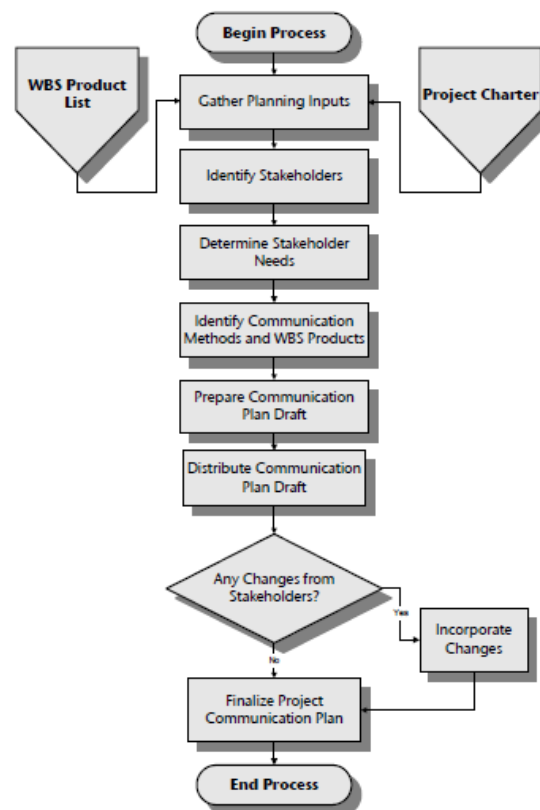 Begin Process
WBS Product
List
Project Charter
Gather Planning Inputs
Identify Stakeholders
Determine Stakeholder
Needs
Identify Communication
Methods and WBS Products
Prepare Communication
Plan Draft
Distribute Communication
Plan Draft
Any Changes from
Stakeholders?
Yes
Incorporate
Changes
No
Finalize Project
Communication Plan
End Process